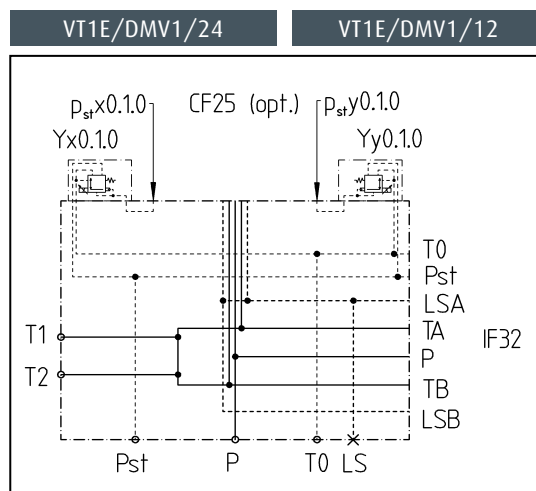 VT1E/DMV1/24 VT1E/DMV1/12
pstx0.1.0 CF25 (opt.) psty0.1.0
Yx0.1.0 Yy0.1.0
T0
Pst
LSA
T1 TA
IF32
P
T2 TB
LSB
Pst P T0 LS